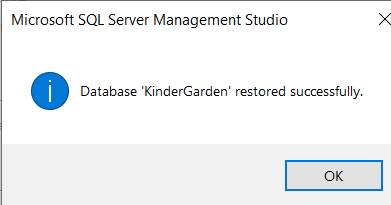 Microsoft SQL Server Management Studio
Database 'KinderGarden' restored successfully.
OK